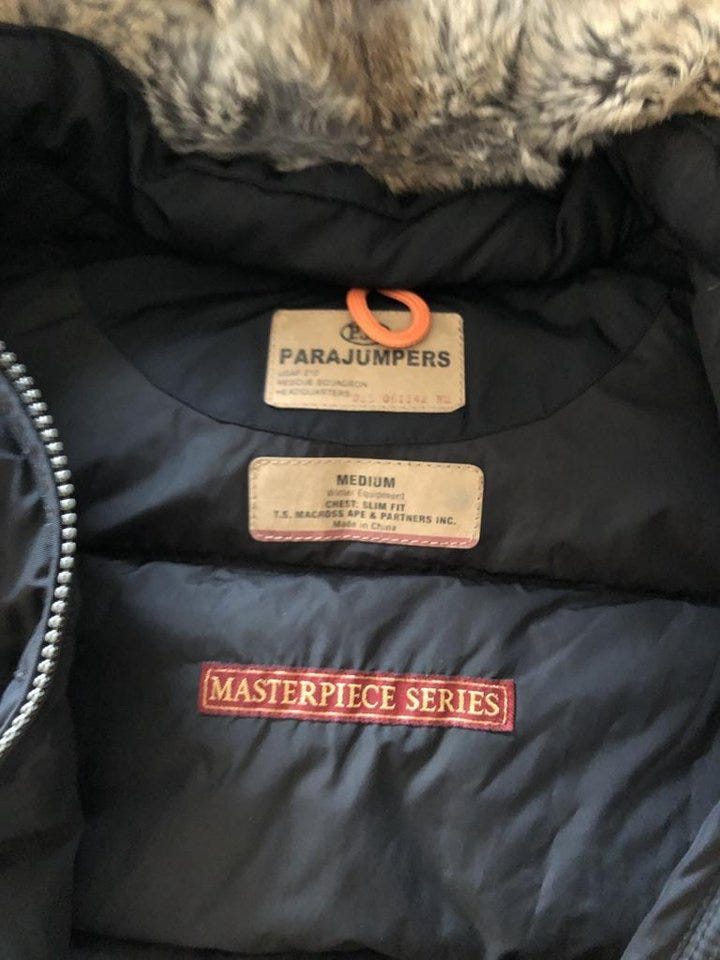 PARAJUMPERS
RESCUE SQUADRON
HEADQUARTERS
MEDIUM
Winter Equipment
CHEST: SLIM FIT
T.S. MACROSS APE & PARTNERS INC.
Made in China
MASTERPIECE SERIES